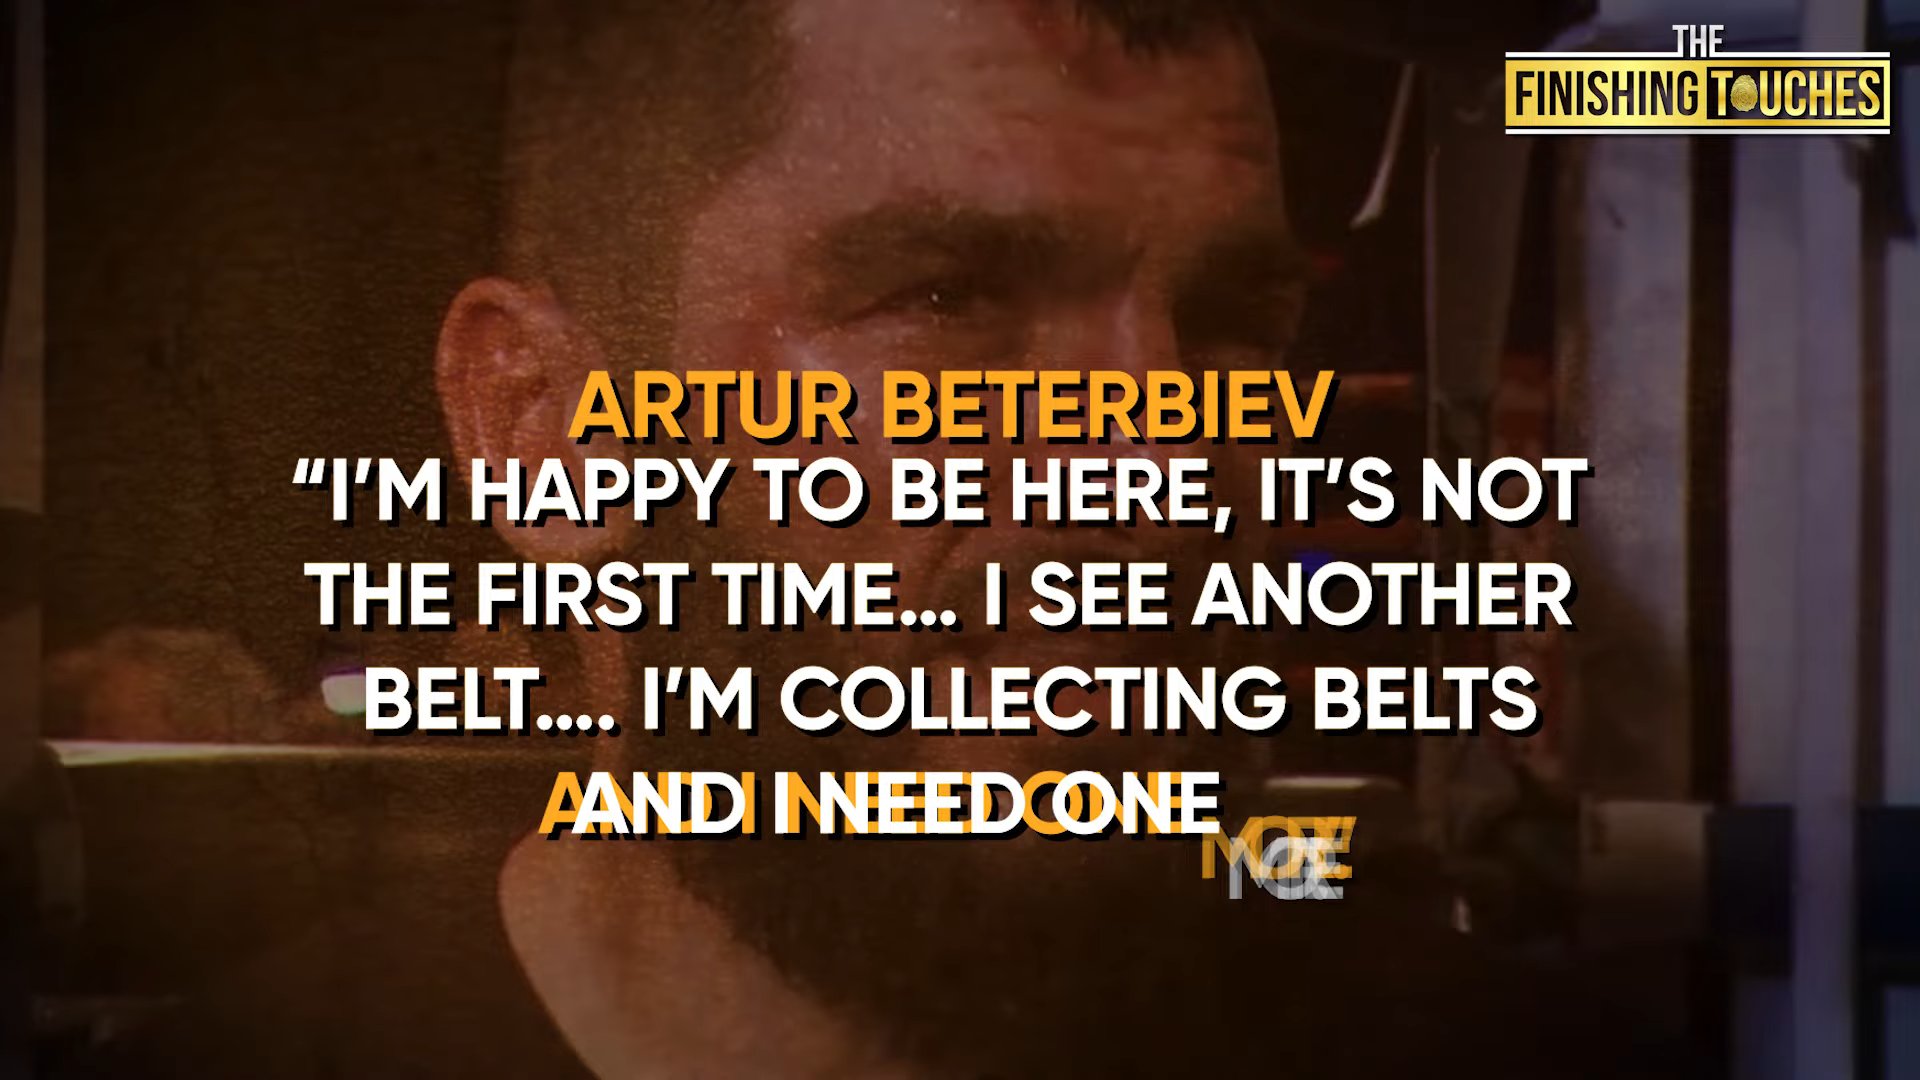 THE
FINISHING TOUCHES
ARTUR BETERBIEV
“I’M HAPPY TO BE HERE, IT’S NOT
THE FIRST TIME... I SEE ANOTHER
BELT.... I’M COLLECTING BELTS
AND I NEED ONE